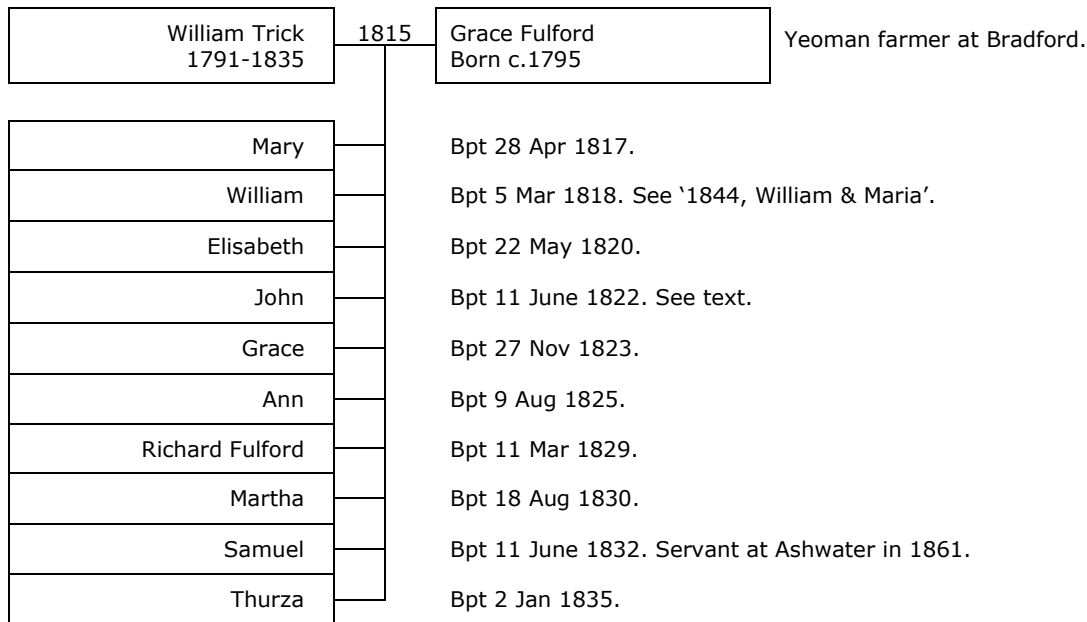 William Trick 1815 Grace Fulford Yeoman farmer at Bradford.
1791-1835 Born c.1795
Mary Bpt 28 Apr 1817.
William Bpt 5 Mar 1818. See ‘1844, William & Maria’.
Elisabeth Bpt 22 May 1820.
John Bpt 11 June 1822. See text.
Grace Bpt 27 Nov 1823.
Ann Bpt 9 Aug 1825.
Richard Fulford Bpt 11 Mar 1829.
Martha Bpt 18 Aug 1830.
Samuel Bpt 11 June 1832. Servant at Ashwater in 1861.
Thurza Bpt 2 Jan 1835.